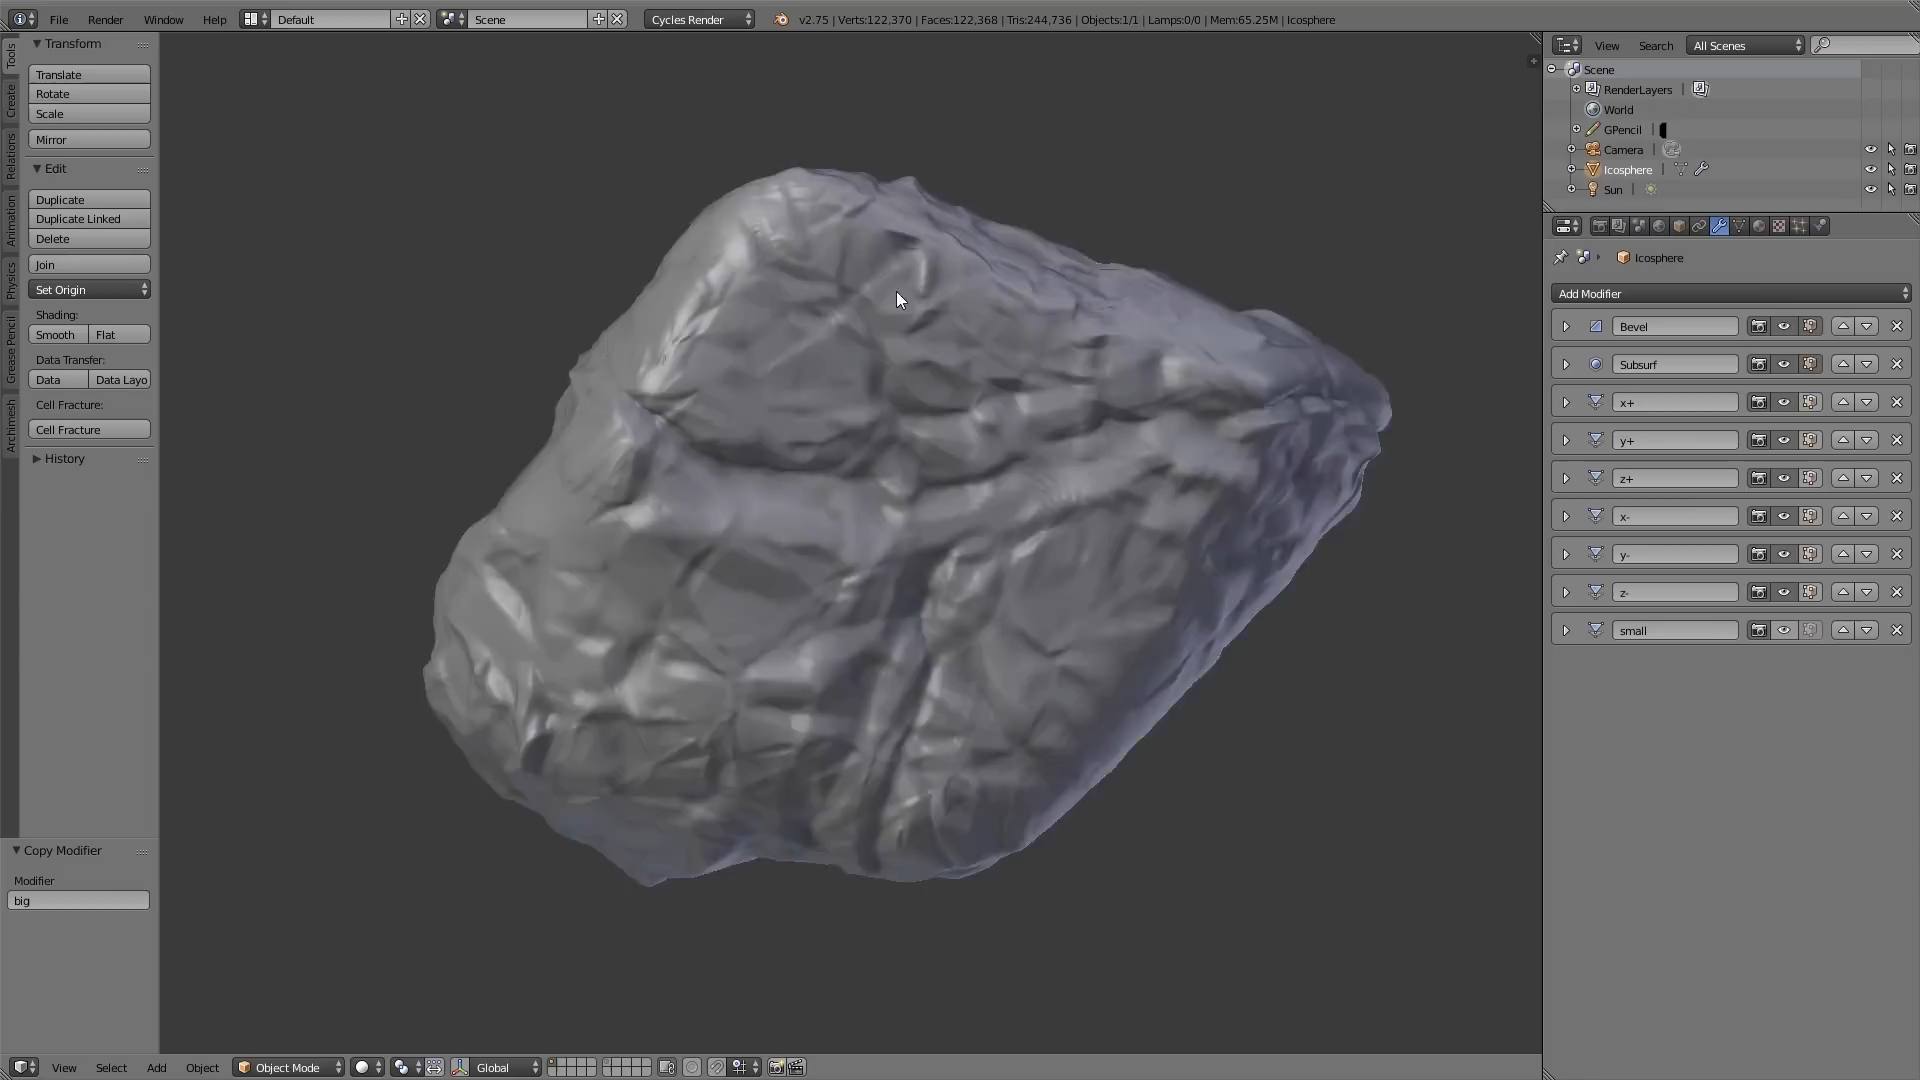 File Render Window Help Default Scene Cycles Render v2.75 | Verts:122,370 | Faces:122,368 | Tris:244,736 | Objects:1/1 | Lamps:0/0 | Mem:65.25M | Icosphere
Tools
Create
Relations
Animation
Physics
Grease Pencil
Archimesh
Transform
Translate
Rotate
Scale
Mirror
Edit
Duplicate
Duplicate Linked
Delete
Join
Set Origin
Shading:
Smooth Flat
Data Transfer:
Data Data Layo
Cell Fracture:
Cell Fracture
History
Copy Modifier
Modifier
big
View Select Add Object Object Mode Global
View Search All Scenes
Scene
RenderLayers |
World
GPencil |
Camera |
Icosphere |
Sun |
Icosphere
Add Modifier
Bevel
Subsurf
x+
y+
z+
x-
y-
z-
small